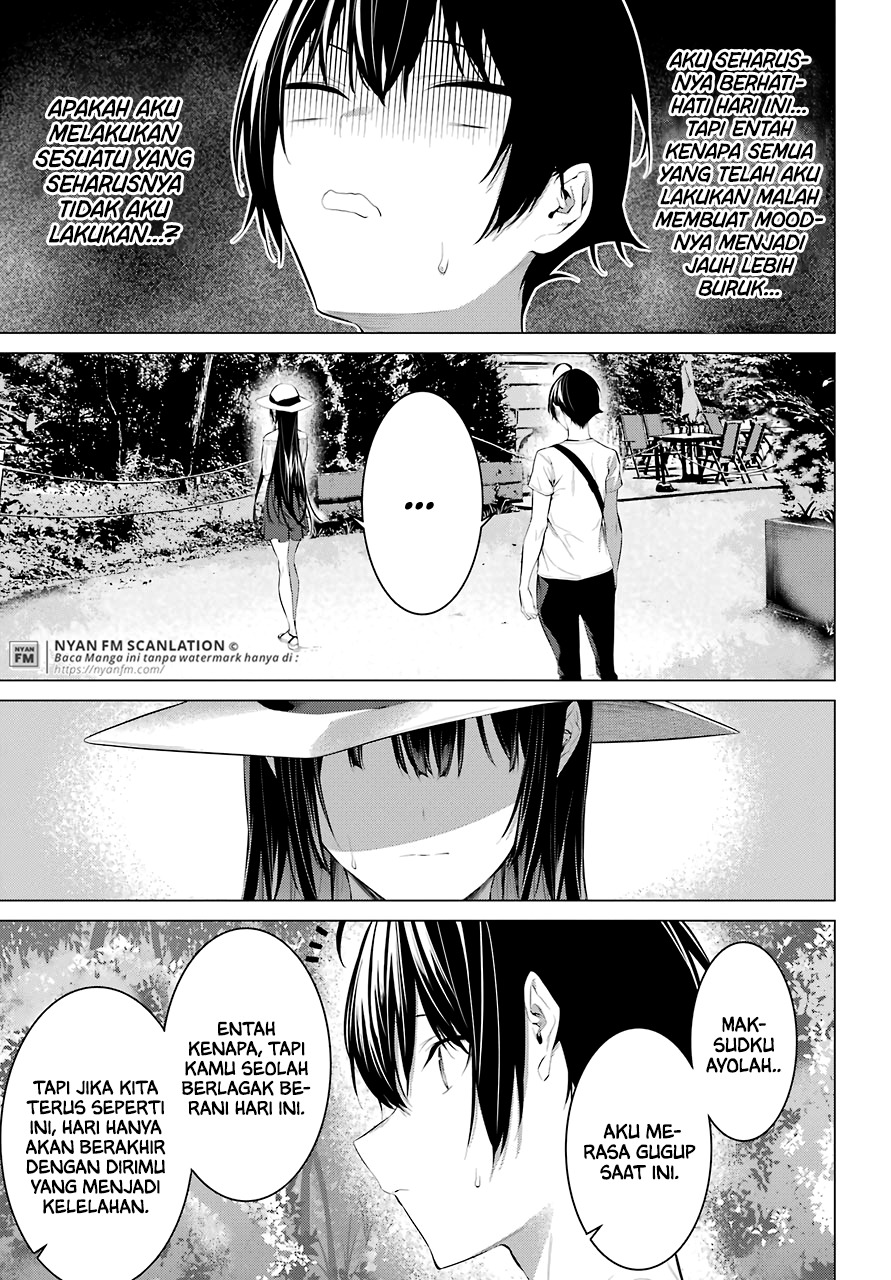 AKU SEHARUS-
NYA BERHATI-
HATI HARI INI...
TAPI ENTAH
KENAPA SEMUA
YANG TELAH AKU
LAKUKAN MALAH
MEMBUAT MOOD-
NYA MENJADI
JAUH LEBIH
BURUK...
APAKAH AKU
MELAKUKAN
SESUATU YANG
SEHARUSNYA
TIDAK AKU
LAKUKAN...?
...
NYAN
FM
NYAN FM SCANLATION ©
Baca Manga ini tanpa watermark hanya di :
https://nyanfm.com/
MAK-
SUDKU
AYOLAH..
AKU ME-
RASA GUGUP
SAAT INI.
ENTAH
KENAPA, TAPI
KAMU SEOLAH
BERLAGAK BE-
RANI HARI INI.
TAPI JIKA KITA
TERUS SEPERTI
INI, HARI HANYA
AKAN BERAKHIR
DENGAN DIRIMU
YANG MENJADI
KELELAHAN.